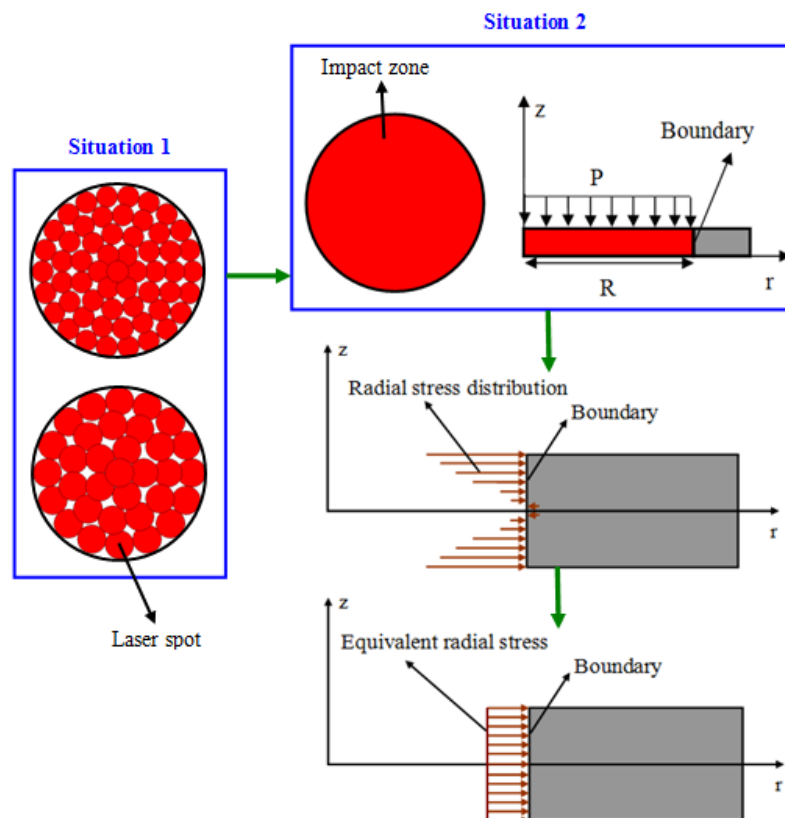 Situation 2
Impact zone
z
Boundary
P
R
r
Situation 1
Laser spot
z
Radial stress distribution
Boundary
r
z
Equivalent radial stress
Boundary
r